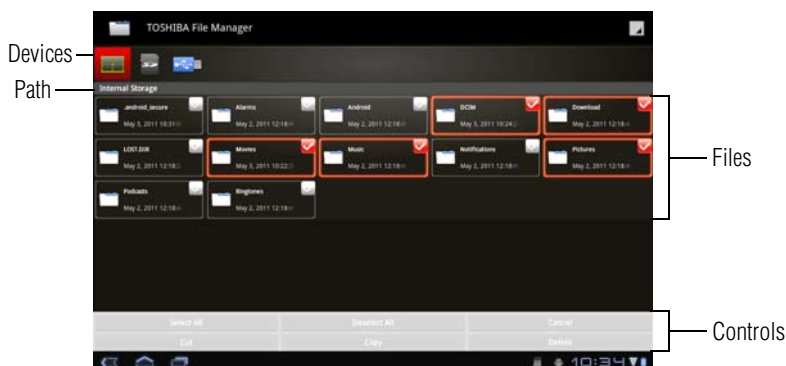 TOSHIBA File Manager
Devices
Path
Internal Storage
.android_secure
Alarms
Android
DCIM
Download
May 3, 2011 10:31
May 2, 2011 12:18
May 2, 2011 12:18
May 3, 2011 10:24
May 2, 2011 12:18
LOST.DIR
Movies
Music
Notifications
Pictures
May 2, 2011 12:18
May 3, 2011 10:22
May 2, 2011 12:18
May 2, 2011 12:18
May 2, 2011 12:18
Files
Podcasts
Ringtones
May 2, 2011 12:18
May 2, 2011 12:18
Select All
Deselect All
Cancel
Cut
Copy
Delete
Controls
10:34